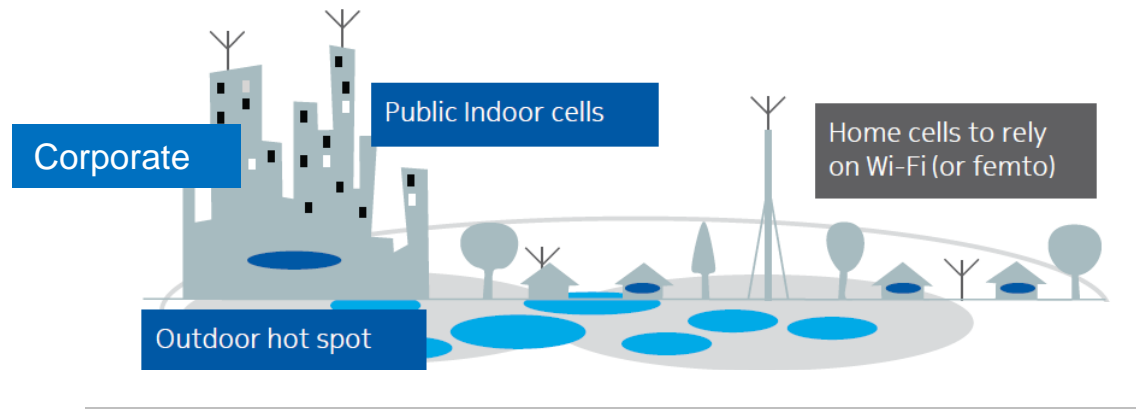 Public Indoor cells
Corporate
Home cells to rely
on Wi-Fi (or femto)
Outdoor hot spot